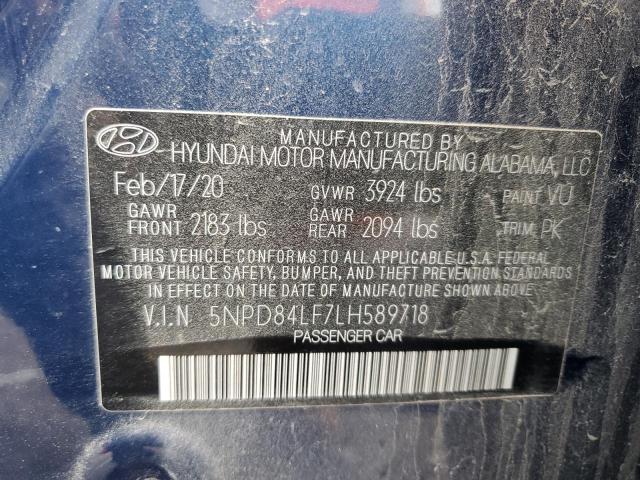 MANUFACTURED BY
HYUNDAI MOTOR MANUFACTURING ALABAMA, LLC
Feb/17/20 GVWR 3924 lbs PAINT VU
GAWR FRONT 2183 lbs GAWR REAR 2094 lbs TRIM PK
THIS VEHICLE CONFORMS TO ALL APPLICABLE U.S.A. FEDERAL
MOTOR VEHICLE SAFETY, BUMPER, AND THEFT PREVENTION STANDARDS
IN EFFECT ON THE DATE OF MANUFACTURE SHOWN ABOVE.
V.I.N 5NPD84LF7LH589718
PASSENGER CAR